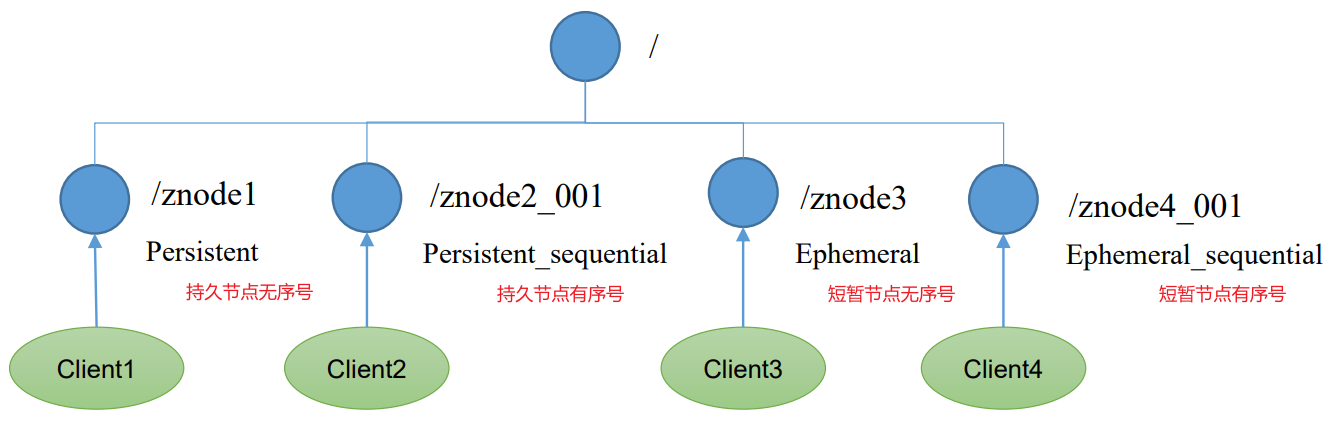 /
/znode1
Persistent
持久节点无序号
/znode2_001
Persistent_sequential
持久节点有序号
/znode3
Ephemeral
短暂节点无序号
/znode4_001
Ephemeral_sequential
短暂节点有序号
Client1
Client2
Client3
Client4